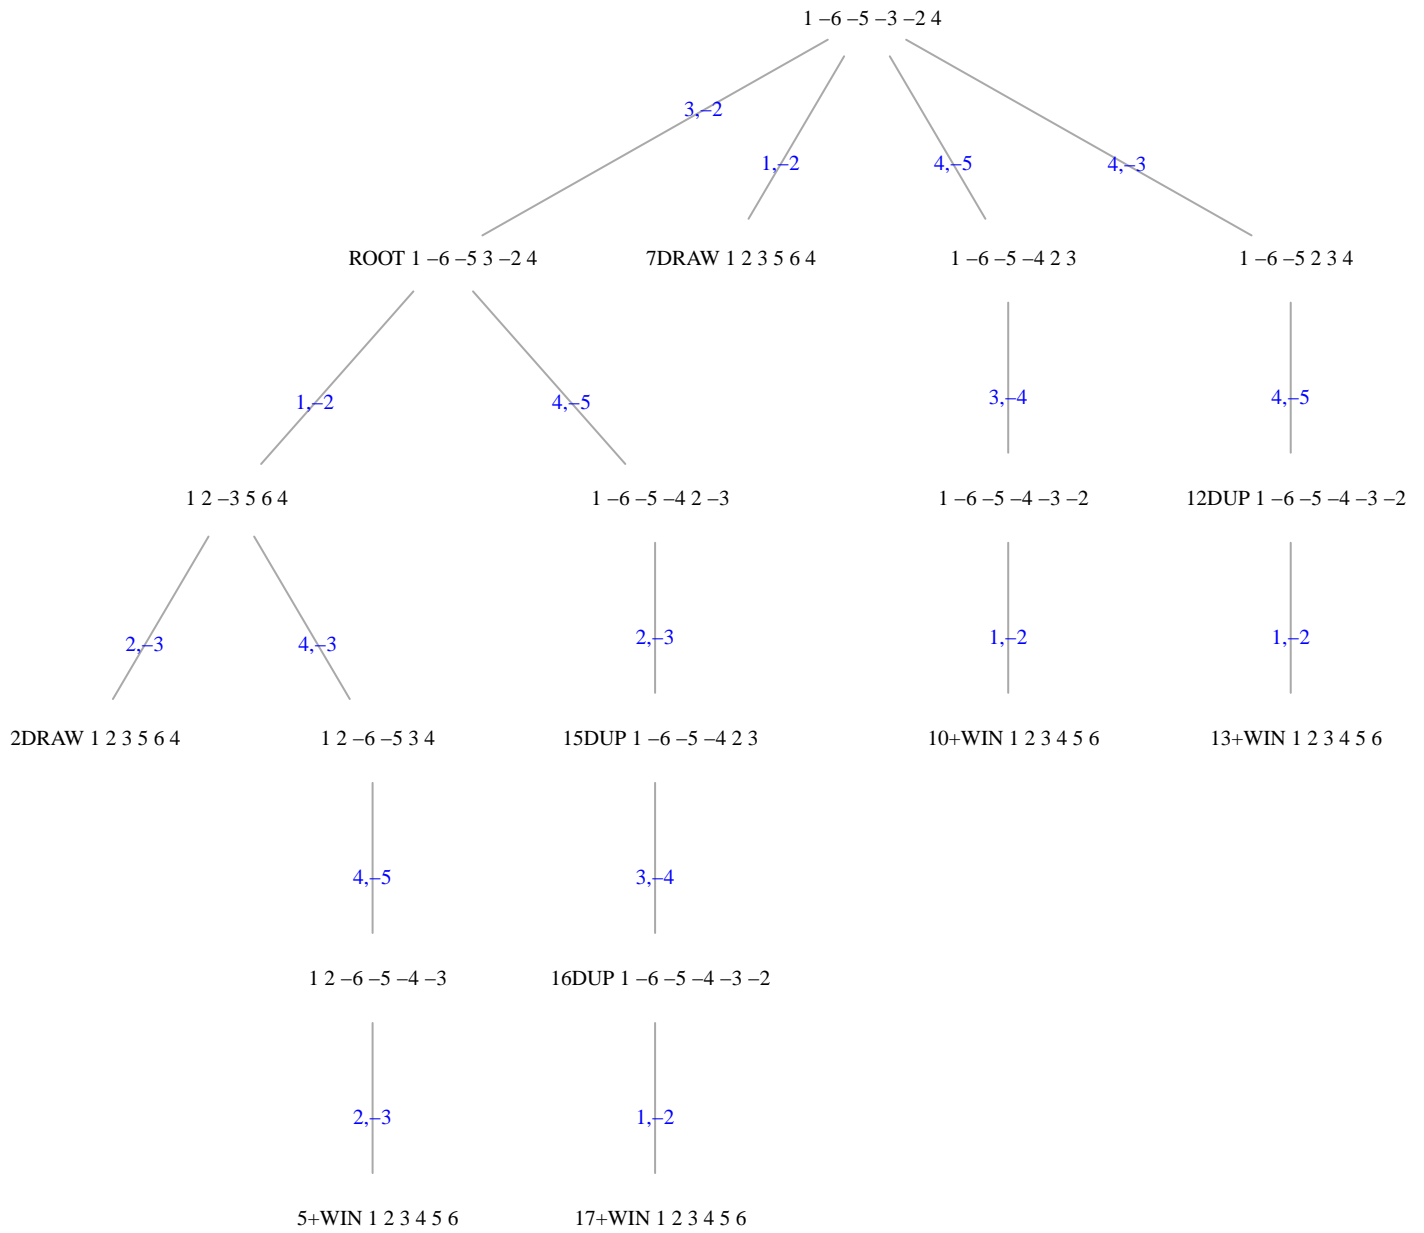 1 –6 –5 –3 –2 4
3,–2
1,–2
4,–5
4,–3
ROOT 1 –6 –5 3 –2 4
7DRAW 1 2 3 5 6 4
1 –6 –5 –4 2 3
1 –6 –5 2 3 4
1,–2
4,–5
3,–4
4,–5
1 2 –3 5 6 4
1 –6 –5 –4 2 –3
1 –6 –5 –4 –3 –2
12DUP 1 –6 –5 –4 –3 –2
2,–3
4,–3
2,–3
1,–2
1,–2
2DRAW 1 2 3 5 6 4
1 2 –6 –5 3 4
15DUP 1 –6 –5 –4 2 3
10+WIN 1 2 3 4 5 6
13+WIN 1 2 3 4 5 6
4,–5
3,–4
1 2 –6 –5 –4 –3
16DUP 1 –6 –5 –4 –3 –2
2,–3
1,–2
5+WIN 1 2 3 4 5 6
17+WIN 1 2 3 4 5 6